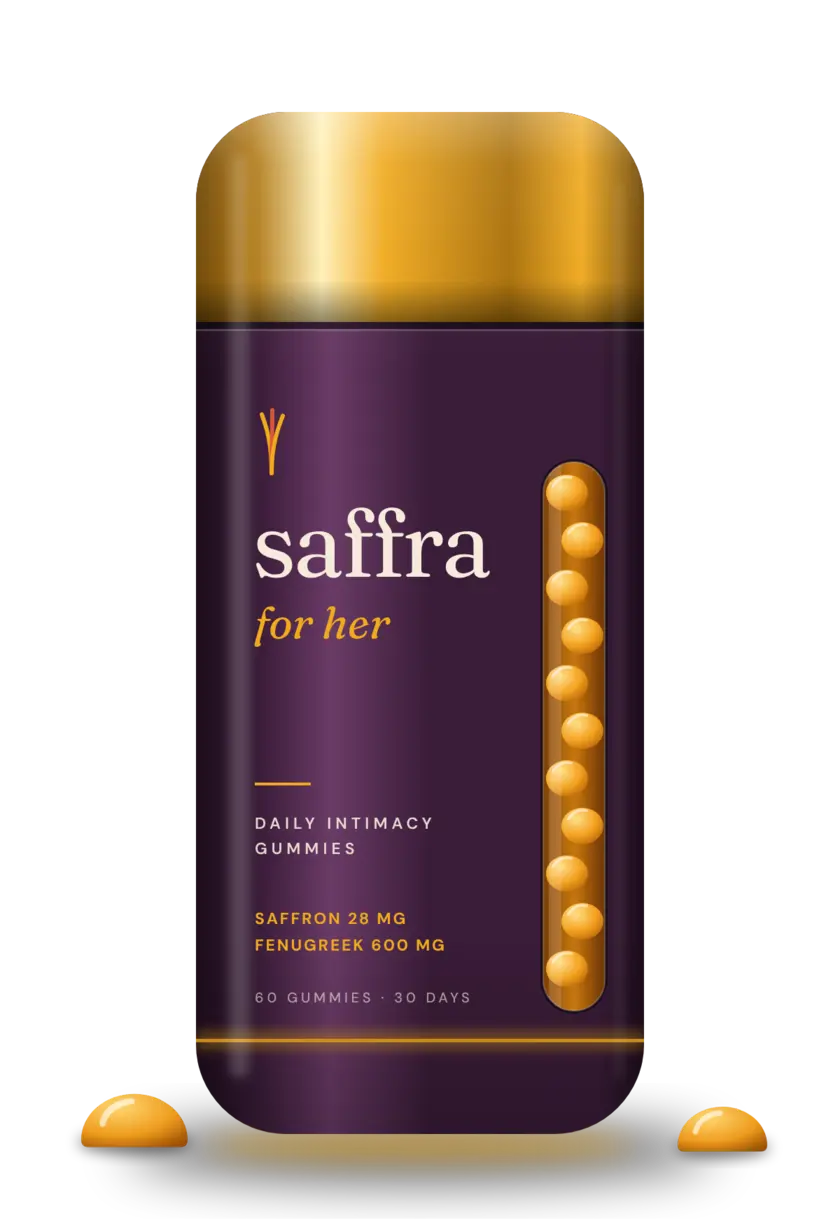 saffra
for her
DAILY INTIMACY
GUMMIES
SAFFRON 28 MG
FENUGREEK 600 MG
60 GUMMIES · 30 DAYS